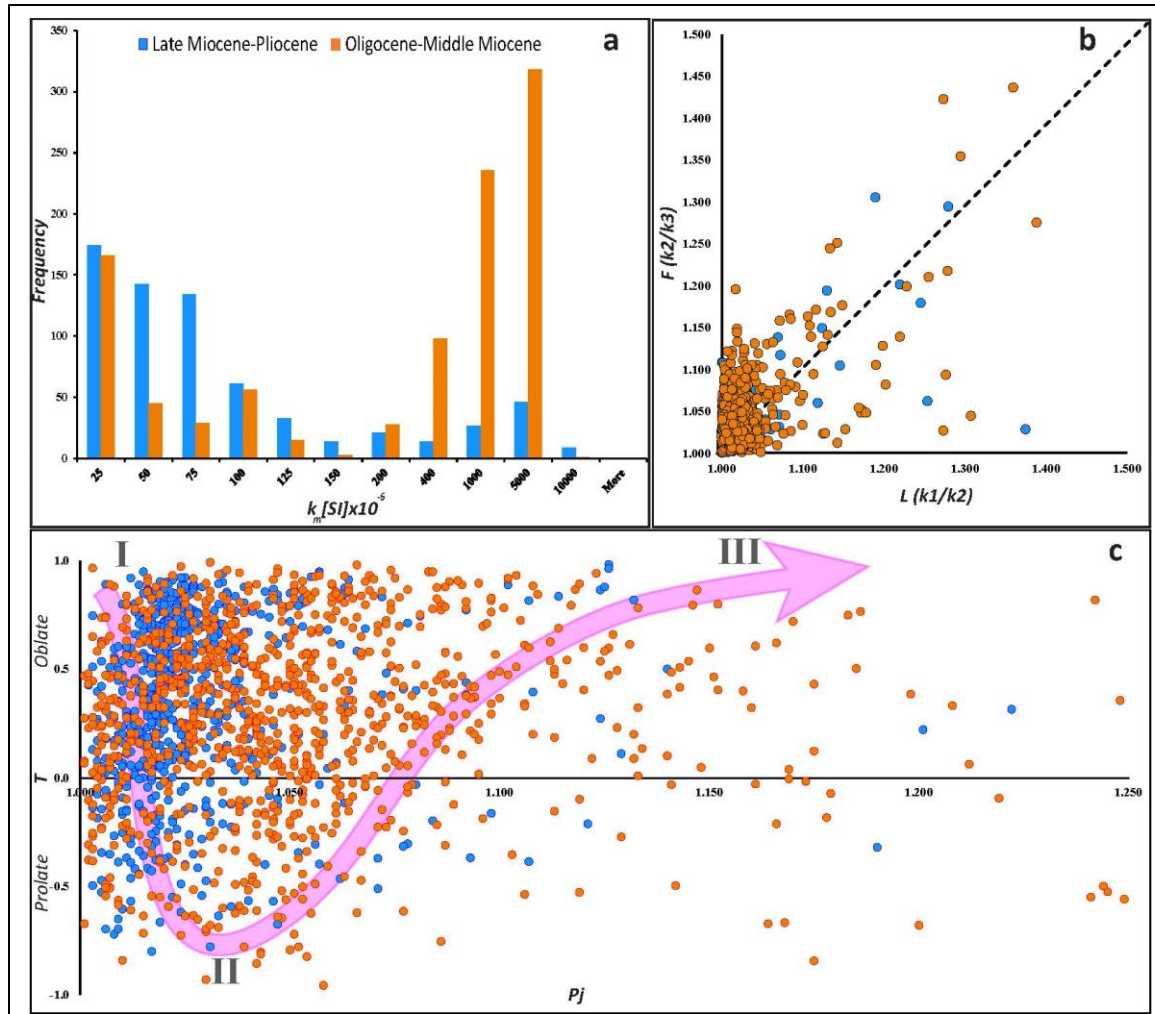 a
Late Miocene-Pliocene
Oligocene-Middle Miocene
350
300
250
200
150
100
50
0
Frequency
25 50 75 100 125 150 200 400 1000 5000 10000 More
km[SI]x10-5
b
1.500
1.450
1.400
1.350
1.300
1.250
1.200
1.150
1.100
1.050
1.000
F (k2/k3)
1.000 1.100 1.200 1.300 1.400 1.500
L (k1/k2)
c
I
II
III
1.0
0.5
0.0
-0.5
-1.0
Oblate
T
Prolate
1.000 1.050 1.100 1.150 1.200 1.250
Pj